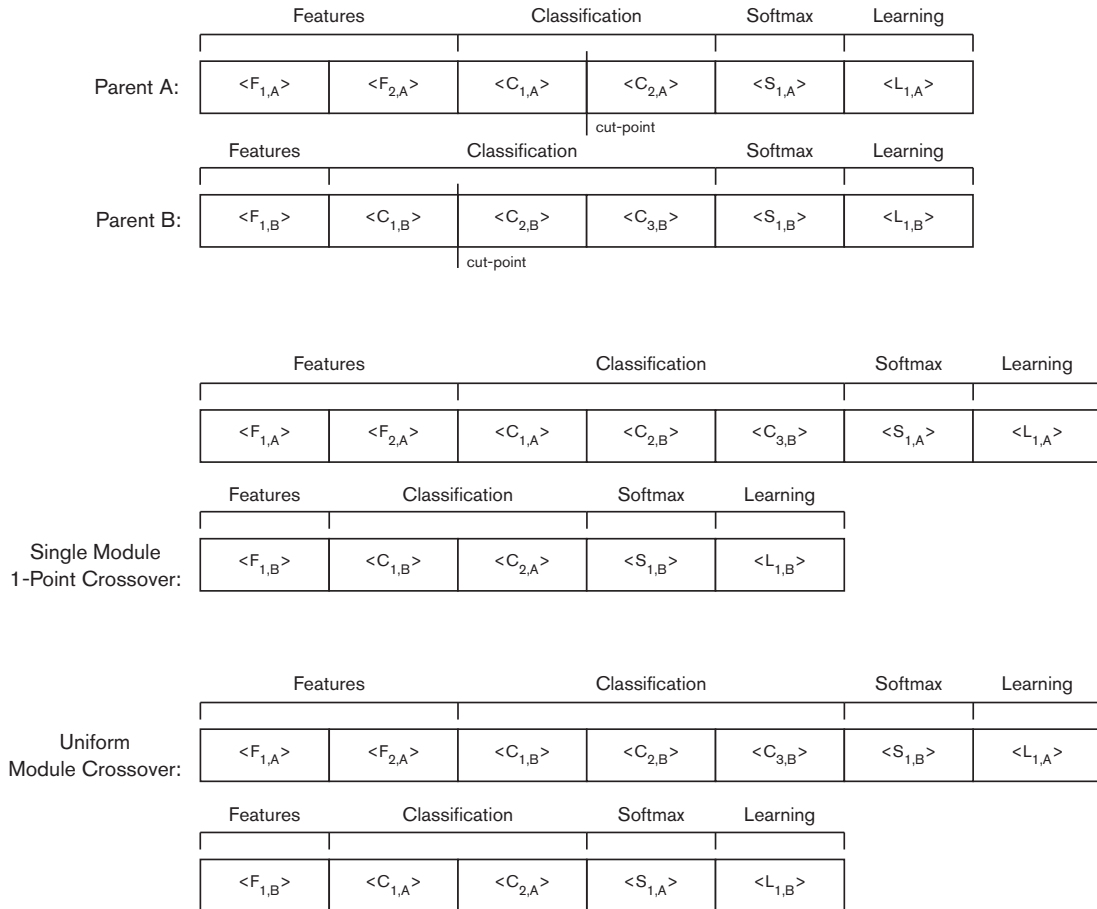 Features Classification Softmax Learning
Parent A: <F1,A> <F2,A> <C1,A> <C2,A> <S1,A> <L1,A>
cut-point
Features Classification Softmax Learning
Parent B: <F1,B> <C1,B> <C2,B> <C3,B> <S1,B> <L1,B>
cut-point
Features Classification Softmax Learning
<F1,A> <F2,A> <C1,A> <C2,B> <C3,B> <S1,A> <L1,A>
Features Classification Softmax Learning
Single Module
1-Point Crossover:
<F1,B> <C1,B> <C2,A> <S1,B> <L1,B>
Features Classification Softmax Learning
Uniform
Module Crossover:
<F1,A> <F2,A> <C1,B> <C2,B> <C3,B> <S1,B> <L1,A>
Features Classification Softmax Learning
<F1,B> <C1,A> <C2,A> <S1,A> <L1,B>